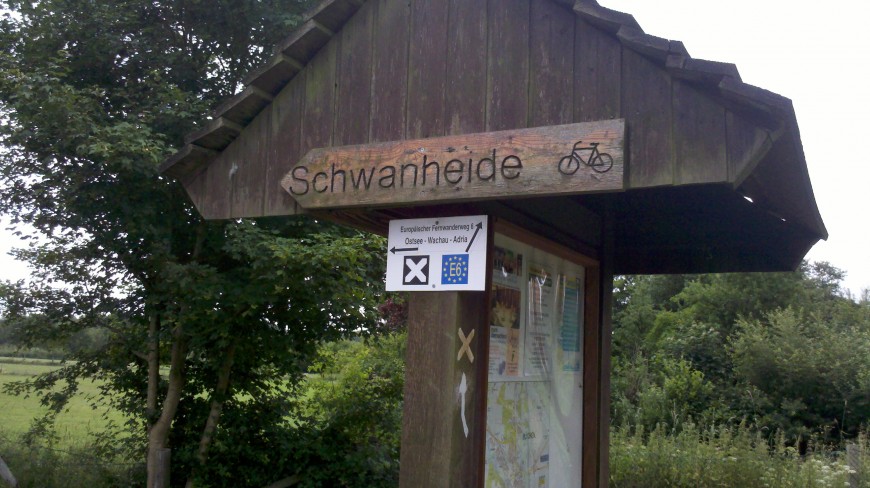 Schwanheide
Europäischer Fernwanderweg 6
Ostsee - Wachau - Adria
E6